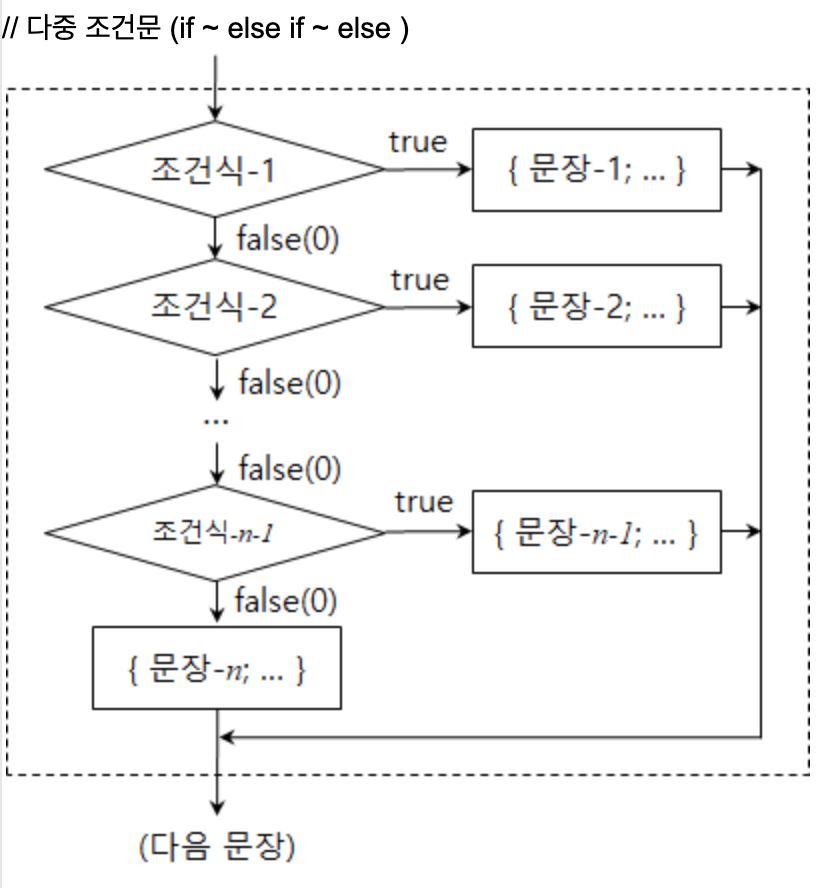 // 다중 조건문 (if ~ else if ~ else )
조건식-1
true
{ 문장-1; ... }
false(0)
조건식-2
true
{ 문장-2; ... }
false(0)
...
false(0)
조건식-n-1
true
{ 문장-n-1; ... }
false(0)
{ 문장-n; ... }
(다음 문장)